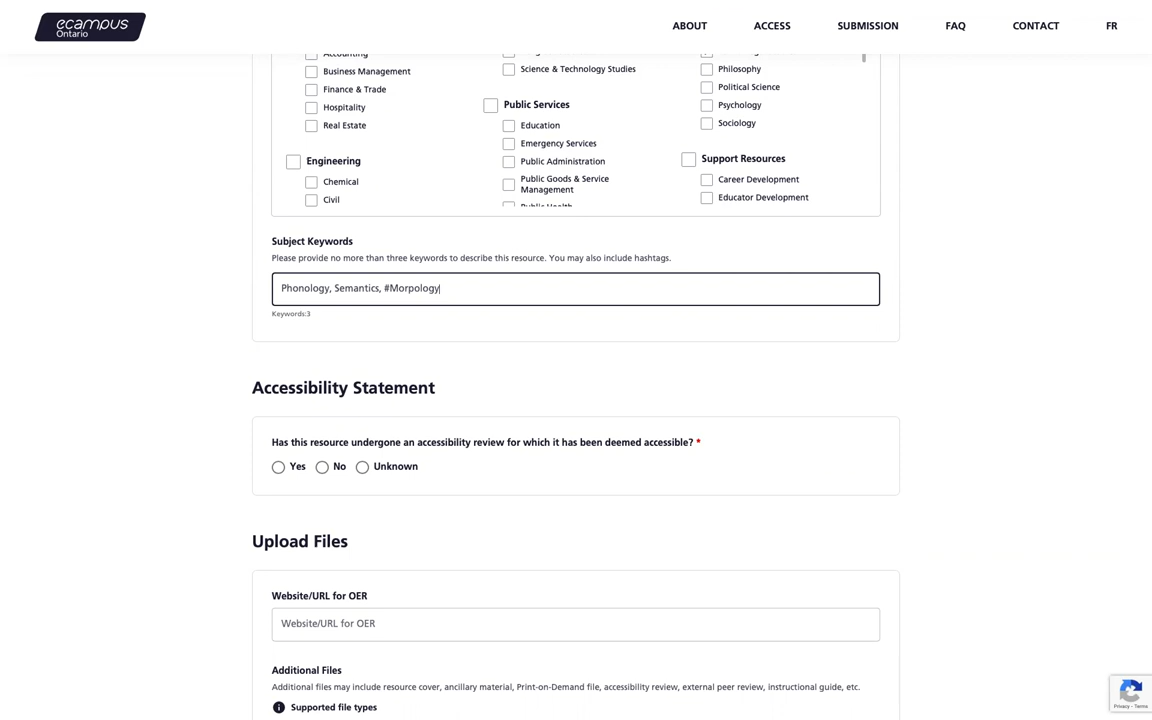 ecampus
Ontario
ABOUT
ACCESS
SUBMISSION
FAQ
CONTACT
FR
Accounting
Business Management
Finance & Trade
Hospitality
Real Estate
Engineering
Chemical
Civil
Science & Technology Studies
Public Services
Education
Emergency Services
Public Administration
Public Goods & Service
Management
Public Health
Philosophy
Political Science
Psychology
Sociology
Support Resources
Career Development
Educator Development
Subject Keywords
Please provide no more than three keywords to describe this resource. You may also include hashtags.
Phonology, Semantics, #Morpology
Keywords:3
Accessibility Statement
Has this resource undergone an accessibility review for which it has been deemed accessible? *
Yes
No
Unknown
Upload Files
Website/URL for OER
Website/URL for OER
Additional Files
Additional files may include resource cover, ancillary material, Print-on-Demand file, accessibility review, external peer review, instructional guide, etc.
Supported file types
Privacy - Terms